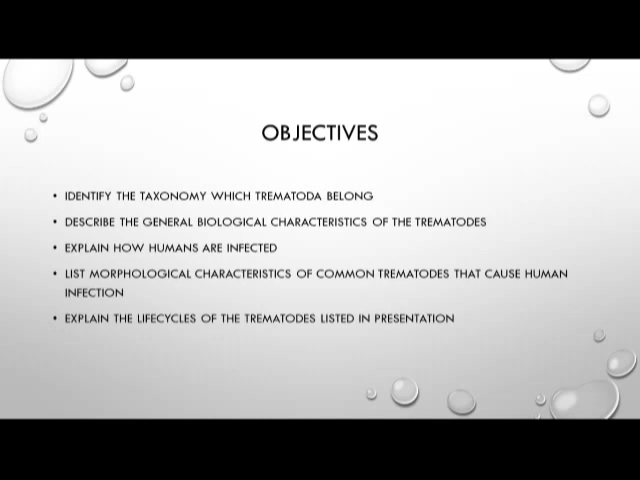 OBJECTIVES
• IDENTIFY THE TAXONOMY WHICH TREMATODA BELONG
• DESCRIBE THE GENERAL BIOLOGICAL CHARACTERISTICS OF THE TREMATODES
• EXPLAIN HOW HUMANS ARE INFECTED
• LIST MORPHOLOGICAL CHARACTERISTICS OF COMMON TREMATODES THAT CAUSE HUMAN
INFECTION
• EXPLAIN THE LIFECYCLES OF THE TREMATODES LISTED IN PRESENTATION